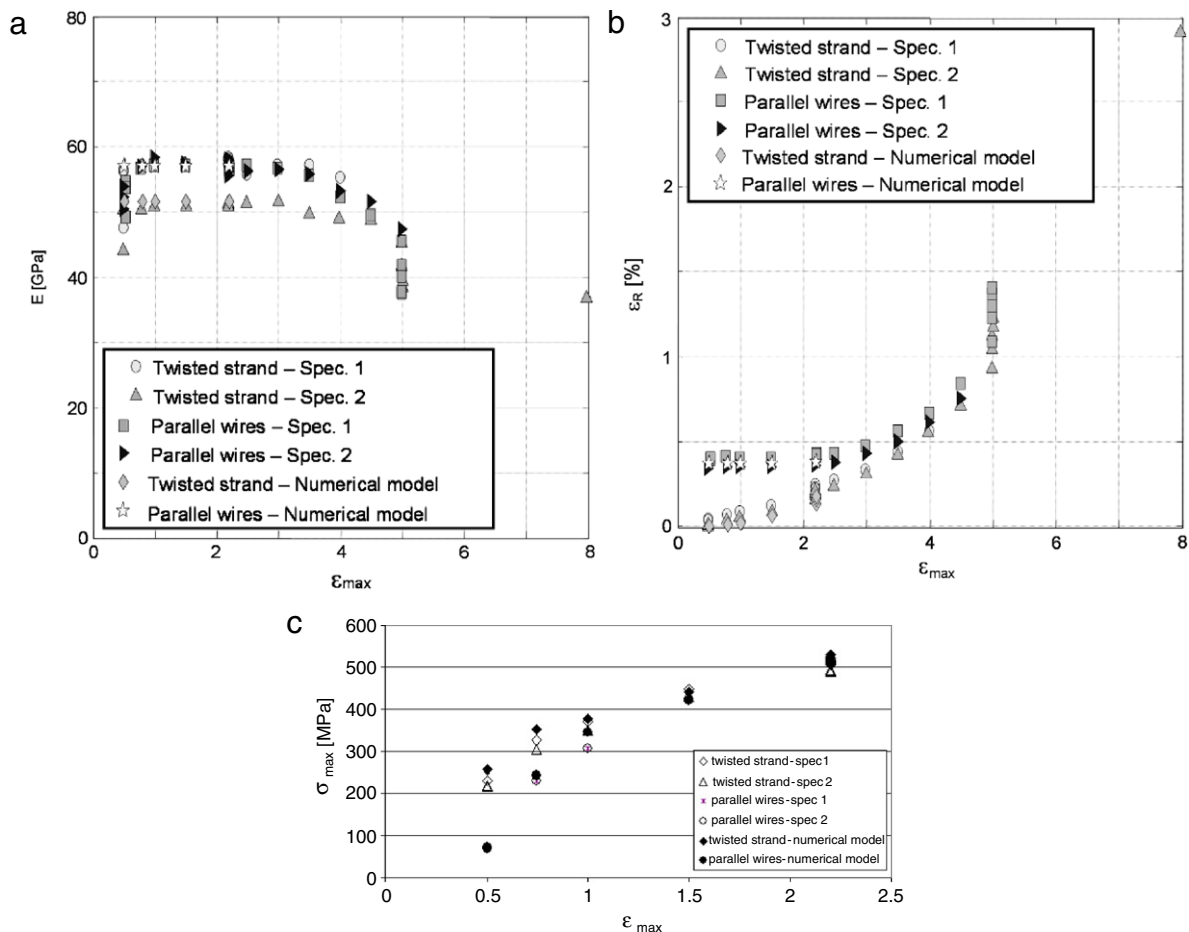 a
80
60
40
20
0
E [GPa]
0 2 4 6 8
εmax
Twisted strand – Spec. 1
Twisted strand – Spec. 2
Parallel wires – Spec. 1
Parallel wires – Spec. 2
Twisted strand – Numerical model
Parallel wires – Numerical model
b
3
2
1
0
εR [%]
0 2 4 6 8
εmax
Twisted strand – Spec. 1
Twisted strand – Spec. 2
Parallel wires – Spec. 1
Parallel wires – Spec. 2
Twisted strand – Numerical model
Parallel wires – Numerical model
c
600
500
400
300
200
100
0
σ max [MPa]
0 0.5 1 1.5 2 2.5
ε max
twisted strand-spec1
twisted strand-spec 2
parallel wires-spec 1
parallel wires-spec 2
twisted strand-numerical model
parallel wires-numerical model